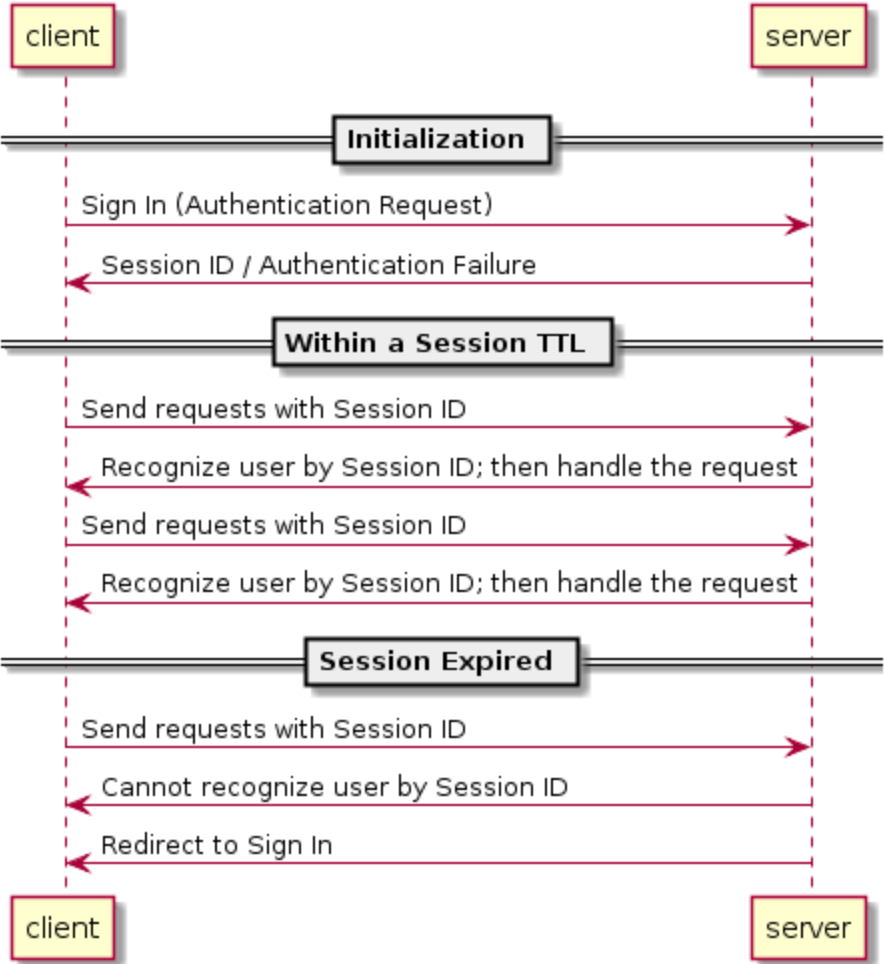 client server
Initialization
Sign In (Authentication Request)
Session ID / Authentication Failure
Within a Session TTL
Send requests with Session ID
Recognize user by Session ID; then handle the request
Send requests with Session ID
Recognize user by Session ID; then handle the request
Session Expired
Send requests with Session ID
Cannot recognize user by Session ID
Redirect to Sign In
client server